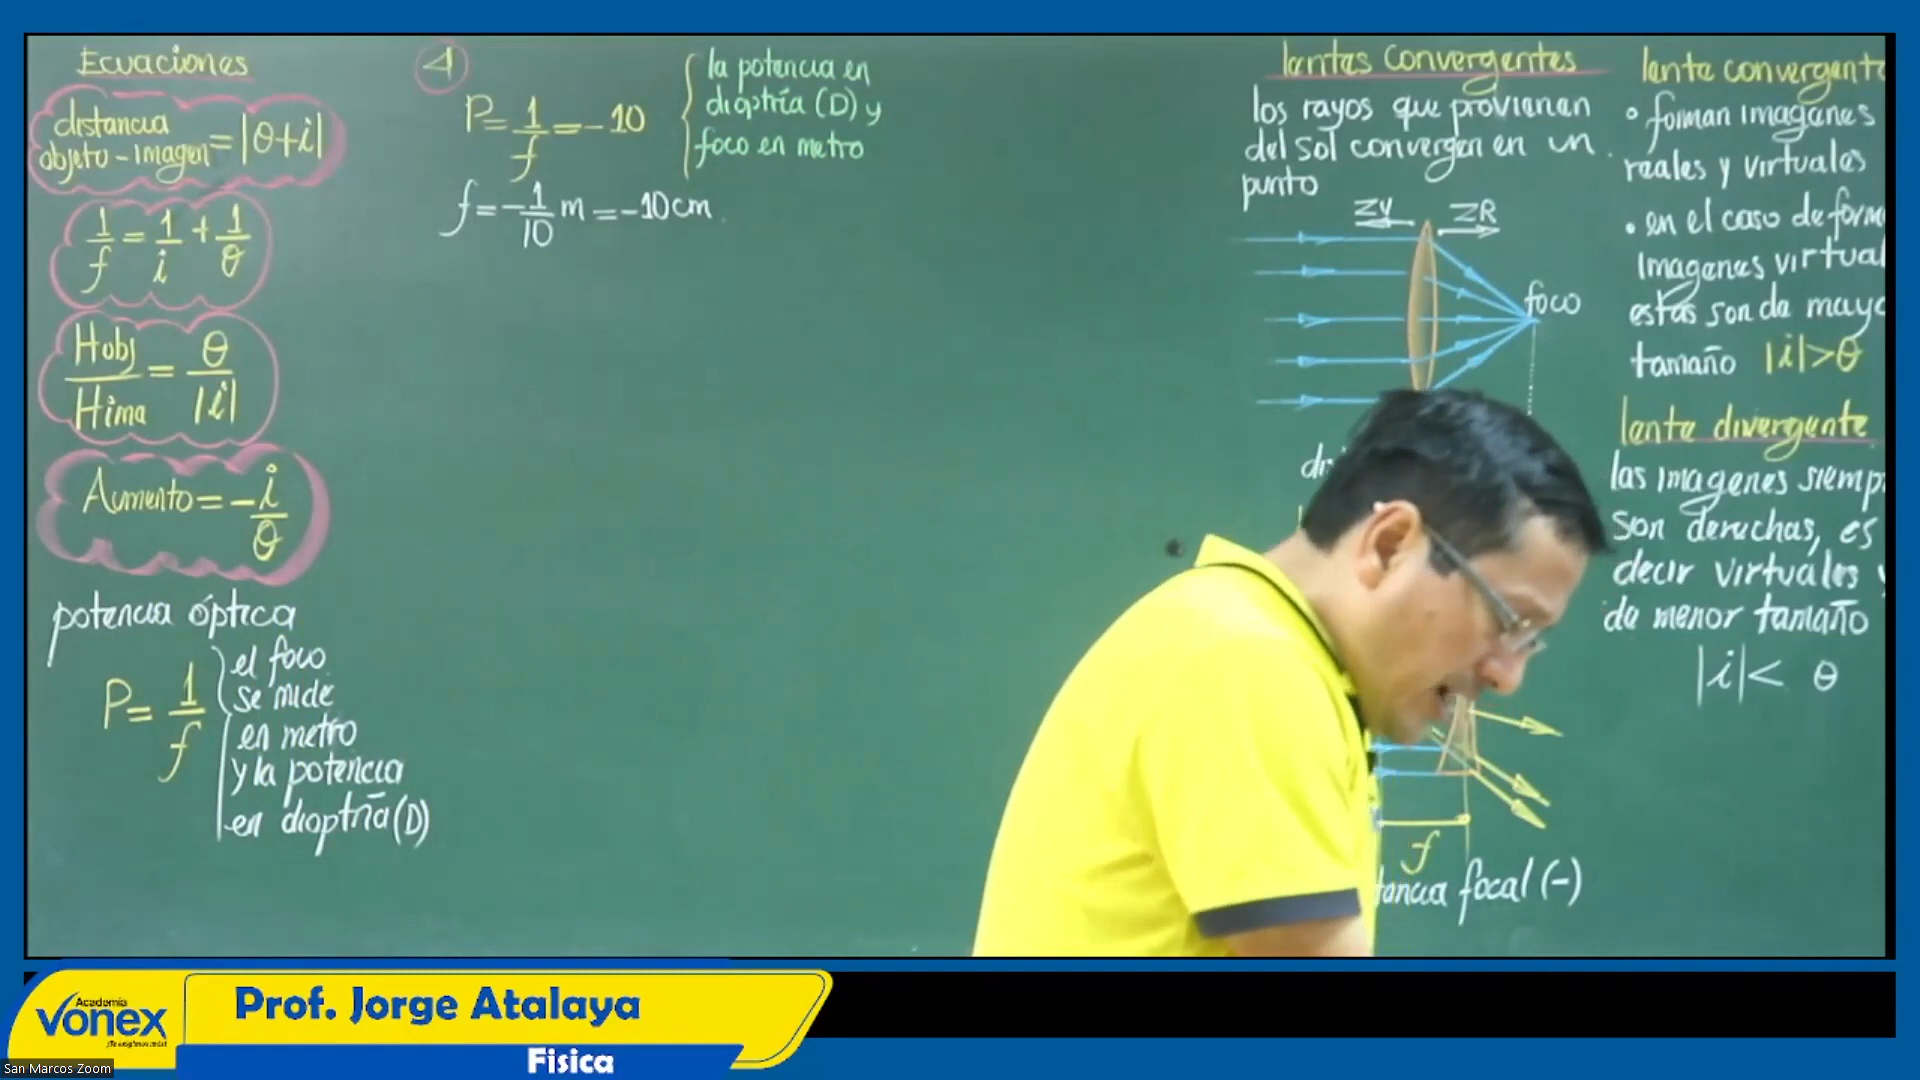 Ecuaciones
distancia
objeto-imagen = |θ+i|
1/f = 1/i + 1/θ
Hobj/Hima = θ/|i|
Aumento = - i/θ
potencia óptica
P = 1/f
el foco
se mide
en metro
y la potencia
en dioptría (D)
4
P = 1/f = -10
la potencia en
dioptría (D) y
foco en metro
f = -1/10 m = -10cm.
lentes convergentes
los rayos que provienen
del sol convergen en un
punto
ZV ZR
foco
f
focal (-)
lente convergente
• forman imagenes
reales y virtuales
• en el caso de
imagenes
estas son de
tamaño |i|>θ
lente divergente
las imagenes
son derechas, es
decir virtuales
de menor tamaño
|i| < θ
Academia
Vonex
Prof. Jorge Atalaya
Fisica
San Marcos Zoom